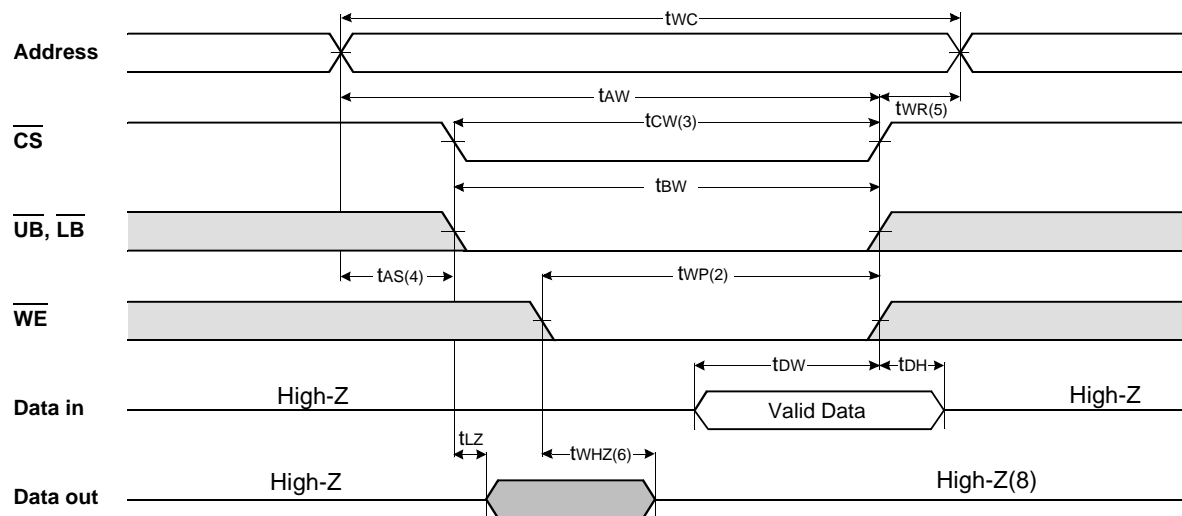 tWC
Address
tAW
tWR(5)
CS
tCW(3)
tBW
UB, LB
tAS(4)
tWP(2)
WE
tDW
tDH
Data in
High-Z
Valid Data
High-Z
tLZ
tWHZ(6)
Data out
High-Z
High-Z(8)